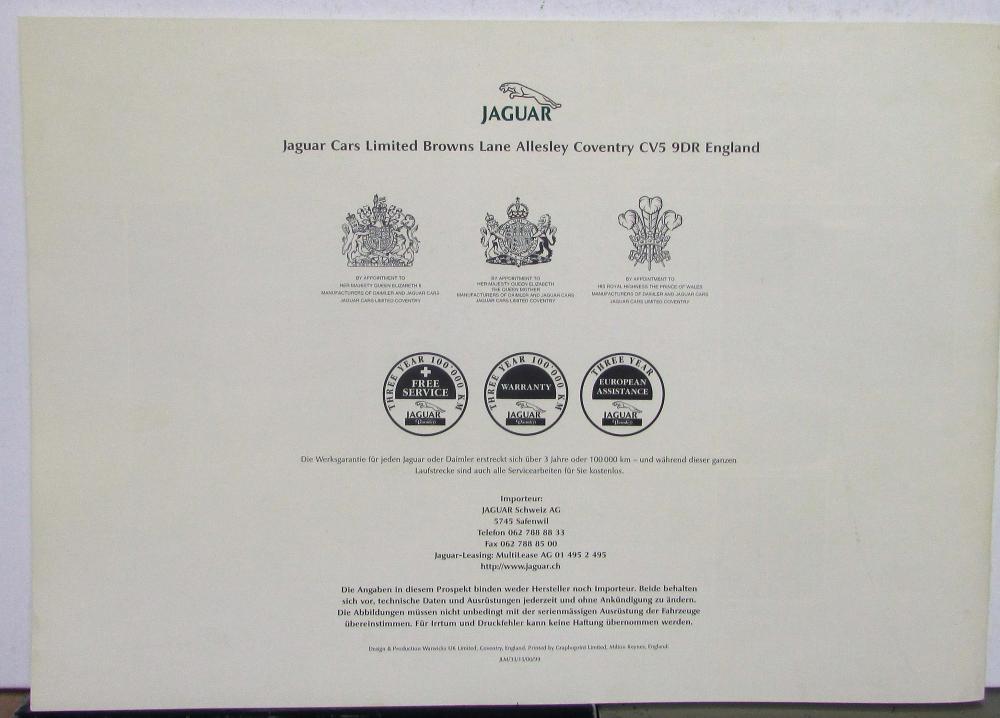 JAGUAR
Jaguar Cars Limited Browns Lane Allesley Coventry CV5 9DR England
BY APPOINTMENT TO
HER MAJESTY QUEEN ELIZABETH II
MANUFACTURERS OF DAIMLER AND JAGUAR CARS
JAGUAR CARS LIMITED COVENTRY
BY APPOINTMENT TO
HER MAJESTY QUEEN ELIZABETH
THE QUEEN MOTHER
MANUFACTURERS OF DAIMLER AND JAGUAR CARS
JAGUAR CARS LIMITED COVENTRY
BY APPOINTMENT TO
HIS ROYAL HIGHNESS THE PRINCE OF WALES
MANUFACTURERS OF DAIMLER AND JAGUAR CARS
JAGUAR CARS LIMITED COVENTRY
THREE YEAR 100'000 KM
FREE
SERVICE
JAGUAR
Daimler
THREE YEAR 100'000 KM
WARRANTY
JAGUAR
Daimler
THREE YEAR
EUROPEAN
ASSISTANCE
JAGUAR
Daimler
Die Werksgarantie für jeden Jaguar oder Daimler erstreckt sich über 3 Jahre oder 100 000 km – und während dieser ganzen
Laufstrecke sind auch alle Servicearbeiten für Sie kostenlos.
Importeur:
JAGUAR Schweiz AG
5745 Safenwil
Telefon 062 788 88 33
Fax 062 788 85 00
Jaguar-Leasing: MultiLease AG 01 495 2 495
http://www.jaguar.ch
Die Angaben in diesem Prospekt binden weder Hersteller noch Importeur. Beide behalten
sich vor, technische Daten und Ausrüstungen jederzeit und ohne Ankündigung zu ändern.
Die Abbildungen müssen nicht unbedingt mit der serienmässigen Ausrüstung der Fahrzeuge
übereinstimmen. Für Irrtum und Druckfehler kann keine Haftung übernommen werden.
Design & Production Warwicks UK Limited, Coventry, England. Printed by Graphoprint Limited, Milton Keynes, England.